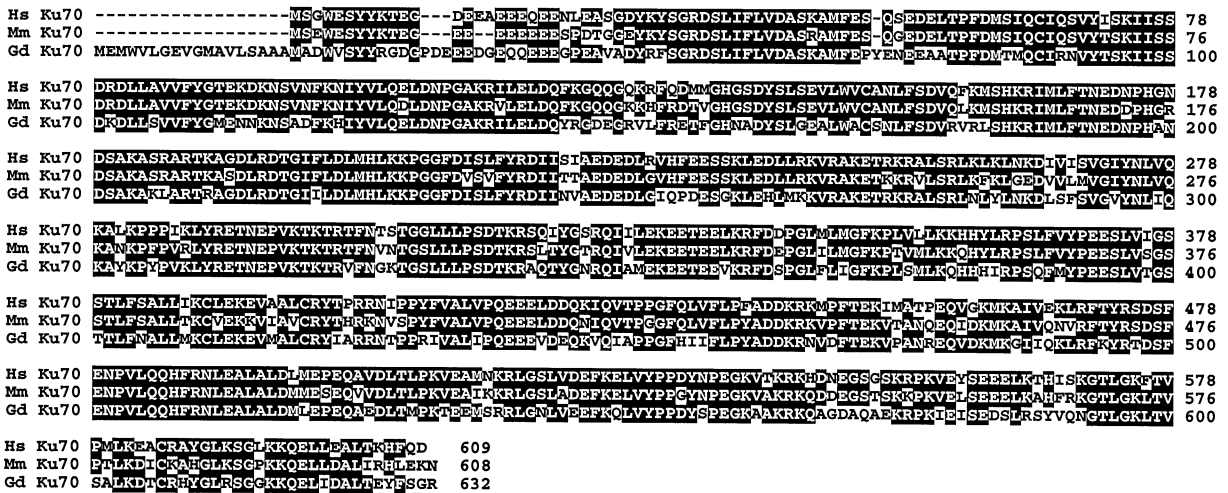 Hs Ku70 ------------------MSGWESYYKTEG---DEEAEEEQEENLEASGDYKYSGRDSLIFLVDASKAMFES-QSEDELTPFDMSIQCIQSVYISKIISS 78
Mm Ku70 ------------------MSEWESYYKTEG---EE--EEEEEESPDTGGEYKYSGRDSLIFLVDASRAMFES-QGEDELTPFDMSIQCIQSVYTSKIISS 76
Gd Ku70 MEMWVLGEVGMAVLSAAAMADWVSYYRGDGPDEEEDGEQQEEEGPEAVADYRFSGRDSLIFLVDASKAMFEPYENEEAATPFDMTMQCIRNVYTSKIISS 100
Hs Ku70 DRDLLAVVFYGTEKDKNSVNFKNIYVLQELDNPGAKRILELDQFKGQQGQKRFQDMMGHGSDYSLSEVLWVCANLFSDVQFKMSHKRIMLFTNEDNPHGN 178
Mm Ku70 DRDLLAVVFYGTEKDKNSVNFKNIYVLQDLDNPGAKRVLELDQFKGQQGKKHFRDTVGHGSDYSLSEVLWVCANLFSDVQLKMSHKRIMLFTNEDDPHGR 176
Gd Ku70 DKDLLSVVFYGMENNKNSADFKHIYVLQELDNPGAKRILELDQYRGDEGRVLFRETFGHNADYSLGEALWACSNLFSDVRVRLSHKRIMLFTNEDNPHAN 200
Hs Ku70 DSAKASRARTKAGDLRDTGIFLDLMHLKKPGGFDISLFYRDIISIAEDEDLRVHFEESSKLEDLLRKVRAKETRKRALSRLKLKLNKDIVISVGIYNLVQ 278
Mm Ku70 DSAKASRARTKASDLRDTGIFLDLMHLKKPGGFDVSVFYRDIITTAEDEDLGVHFEESSKLEDLLRKVRAKETKKRVLSRLKFKLGEDVVLMVGIYNLVQ 276
Gd Ku70 DSAKAKLARTRAGDLRDTGIILDLMHLKKPGGFDISLFYRDIINVAEDEDLGIQPDESGKLEHLMKKVRAKETRKRALSRLNLYLNKDLSFSVGVYNLIQ 300
Hs Ku70 KALKPPPIKLYRETNEPVKTKTRTFNTSTGGLLLPSDTKRSQIYGSRQIILEKEETEELKRFDDPGLMLMGFKPLVLLKKHHYLRPSLFVYPEESLVIGS 378
Mm Ku70 KANKPFPVRLYRETNEPVKTKTRTFNVNTGSLLLPSDTKRSLTYGTRQIVLEKEETEELKRFDEPGLILMGFKPTVMLKKQHYLRPSLFVYPEESLVSGS 376
Gd Ku70 KAYKPYPVKLYRETNEPVKTKTRVFNGKTGSLLLPSDTKRAQTYGNRQIAMEKEETEEVKRFDSPGLFLIGFKPLSMLKQHHHIRPSQFMYPEESLVTGS 400
Hs Ku70 STLFSALLIKCLEKEVAALCRYTPRRNIPPYFVALVPQEEELDDQKIQVTPPGFQLVFLPFADDKRKMPFTEKIMATPEQVGKMKAIVEKLRFTYRSDSF 478
Mm Ku70 STLFSALLTKCVEKKVIAVCRYTHRKNVSPYFVALVPQEEELDDQNIQVTPGGFQLVFLPYADDKRKVPFTEKVTANQEQIDKMKAIVQNVRFTYRSDSF 476
Gd Ku70 TTLFNALLMKCLEKEVMALCRYIARRNTPPRIVALIPQEEEVDEQKVQIAPPGFHIIFLPYADDKRNVDFTEKVPANREQVDKMKGIIQKLRFKYRTDSF 500
Hs Ku70 ENPVLQQHFRNLEALALDLMEPEQAVDLTLPKVEAMNKRLGSLVDEFKELVYPPDYNPEGKVTKRKHDNEGSGSKRPKVEYSEEELKTHISKGTLGKFTV 578
Mm Ku70 ENPVLQQHFRNLEALALDMMESEQVVDLTLPKVEAIKKRLGSLADEFKELVYPPGYNPEGKVAKRKQDDEGSTSKKPKVELSEEELKAHFRKGTLGKLTV 576
Gd Ku70 ENPVLQQHFRNLEALALDMLEPEQAEDLTMPKTEEMSRRLGNLVEEFKQLVYPPDYSPEGKAAKRKQAGDAQAEKRPKIEISEDSLRSYVQNGTLGKLTV 600
Hs Ku70 PMLKEACRAYGLKSGLKKQELLEALTKHFQD 609
Mm Ku70 PTLKDICKAHGLKSGPKKQELLDALIRHLEKN 608
Gd Ku70 SALKDTCRHYGLRSGGKKQELIDALTEYFSGR 632